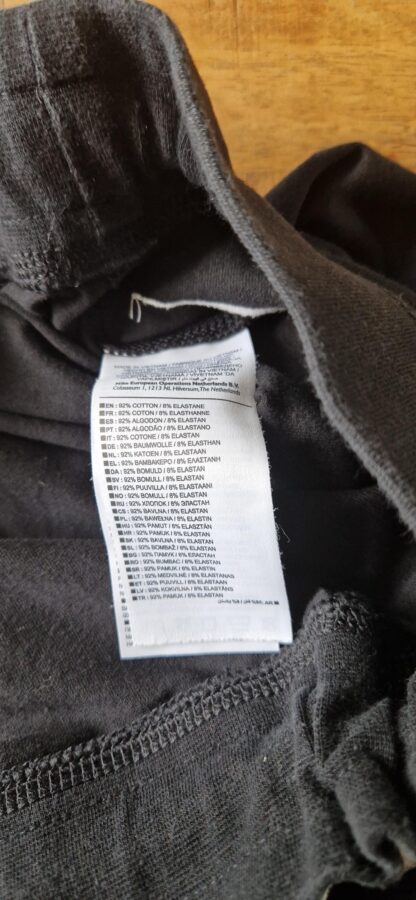 MADE IN VIETNAM / FABRIQUÉ AU
Nike European Operations Netherlands B.V.
Colosseum 1, 1213 NL Hilversum, The Netherlands
EN : 92% COTTON / 8% ELASTANE
FR : 92% COTON / 8% ELASTHANNE
ES : 92% ALGODON / 8% ELASTAN
PT : 92% ALGODÃO / 8% ELASTANO
IT : 92% COTONE / 8% ELASTAN
DE : 92% BAUMWOLLE / 8% ELASTHAN
NL : 92% KATOEN / 8% ELASTAAN
EL : 92% ΒΑΜΒΑΚΕΡΟ / 8% ΕΛΑΣΤΑΝΗ
DA : 92% BOMULD / 8% ELASTAN
SV : 92% BOMULL / 8% ELASTAN
FI : 92% PUUVILLA / 8% ELASTAANI
NO : 92% BOMULL / 8% ELASTAN
RU : 92% ХЛОПОК / 8% ЭЛАСТАН
CS : 92% BAVLNA / 8% ELASTAN
PL : 92% BAWEŁNA / 8% ELASTIN
HU : 92% PAMUT / 8% ELASZTÁN
HR : 92% PAMUK / 8% ELASTAN
SK : 92% BAVLNA / 8% ELASTAN
SL : 92% BOMBAŽ / 8% ELASTAN
BG : 92% ПАМУК / 8% ЕЛАСТАН
RO : 92% BUMBAC / 8% ELASTAN
SR : 92% PAMUK / 8% ELASTIN
LT : 92% MEDVILNĖ / 8% ELASTANAS
ET : 92% PUUVILL / 8% ELASTAAN
LV : 92% KOKVILNA / 8% ELASTĀNS
TR : 92% PAMUK / 8% ELASTAN